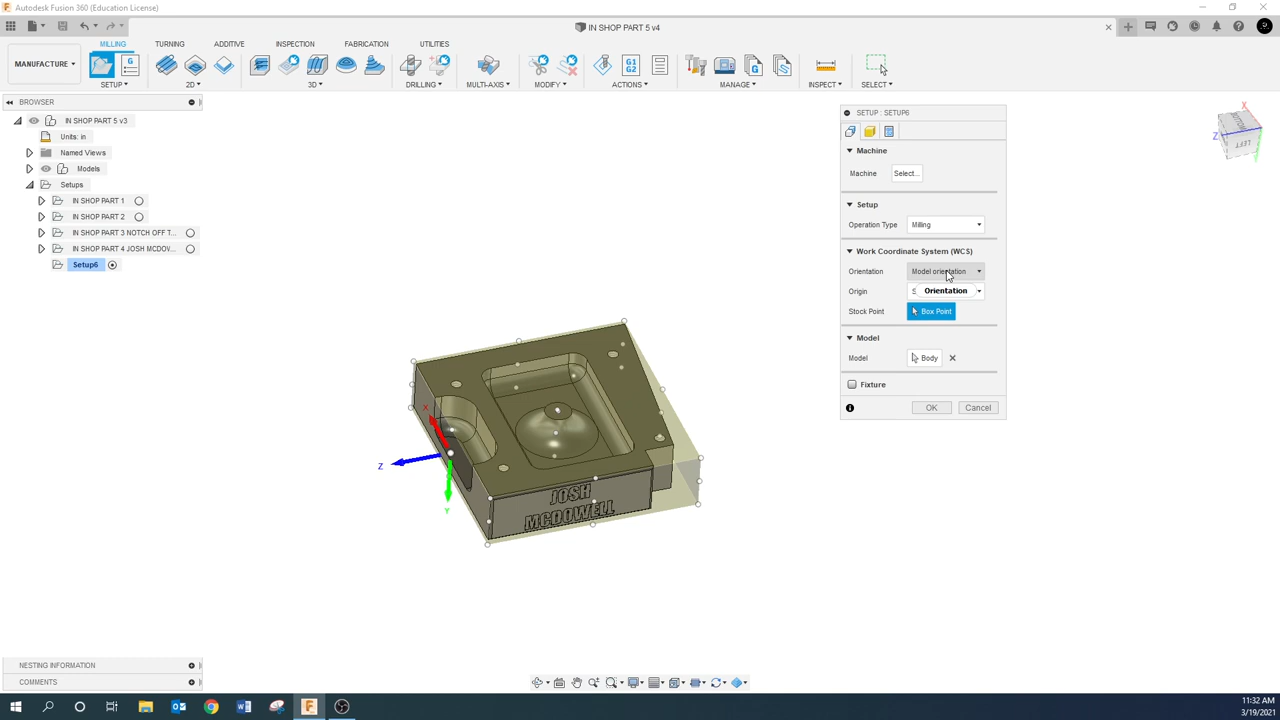 Autodesk Fusion 360 (Education License)
IN SHOP PART 5 v4
MILLING TURNING ADDITIVE INSPECTION FABRICATION UTILITIES
MANUFACTURE
G1
G2
SETUP 2D 3D DRILLING MULTI-AXIS MODIFY ACTIONS MANAGE INSPECT SELECT
BROWSER
IN SHOP PART 5 v3
Units: in
Named Views
Models
Setups
IN SHOP PART 1
IN SHOP PART 2
IN SHOP PART 3 NOTCH OFF T...
IN SHOP PART 4 JOSH MCDOV...
Setup6
SETUP : SETUP6
Machine
Machine Select...
Setup
Operation Type Milling
Work Coordinate System (WCS)
Orientation Model orientation
Origin S Orientation
Stock Point Box Point
Model
Model Body
Fixture
OK Cancel
X
Z
BOTTOM
LEFT
X
Z
Y
JOSH
MCDOWELL
NESTING INFORMATION
COMMENTS
11:32 AM
3/19/2021